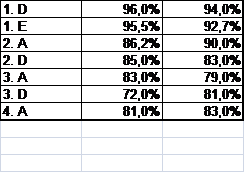 1. D 96,0% 94,0%
1. E 95,5% 92,7%
2. A 86,2% 90,0%
2. D 85,0% 83,0%
3. A 83,0% 79,0%
3. D 72,0% 81,0%
4. A 81,0% 83,0%